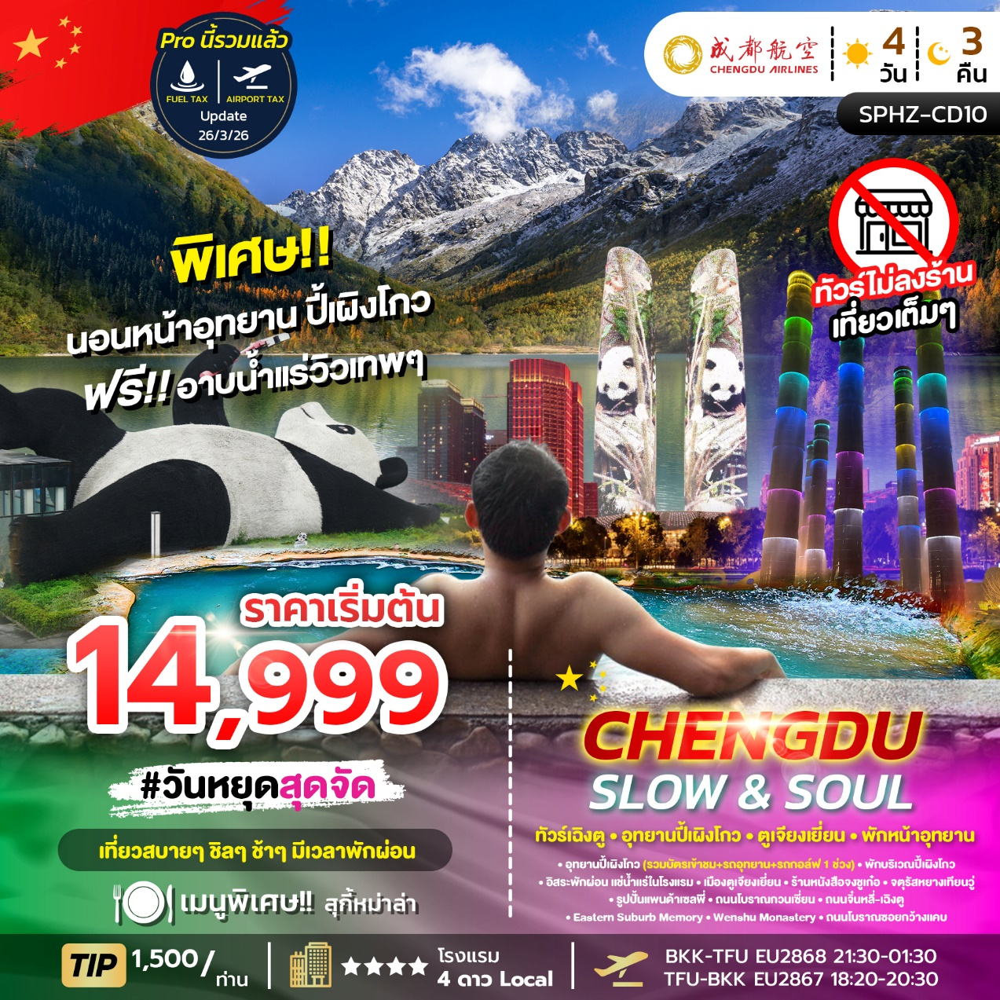 Pro นี้รวมแล้ว
FUEL TAX
AIRPORT TAX
Update
26/3/26
成都航空
CHENGDU AIRLINES
4
วัน
3
คืน
SPHZ-CD10
ทัวร์ไม่ลงร้าน
เที่ยวเต็มๆ
พิเศษ!!
นอนหน้าอุทยาน ปี้เผิงโกว
ฟรี!! อาบน้ำแร่วิวเทพๆ
ราคาเริ่มต้น
14,999
#วันหยุดสุดจัด
เที่ยวสบายๆ ชิลๆ ช้าๆ มีเวลาพักผ่อน
เมนูพิเศษ!! สุกี้หม่าล่า
CHENGDU
SLOW & SOUL
ทัวร์เฉิงตู • อุทยานปี้เผิงโกว • ตูเจียงเยี่ยน • พักหน้าอุทยาน
• อุทยานปี้เผิงโกว (รวมบัตรเข้าชม+รถอุทยาน+รถกอล์ฟ 1 ช่วง) • พักบริเวณปี้เผิงโกว
• อิสระพักผ่อน แช่น้ำแร่ในโรงแรม • เมืองตูเจียงเยี่ยน • ร้านหนังสือจงซูเก๋อ • จตุรัสหยางเทียนวู่
• รูปปั้นแพนด้าเซลฟี่ • ถนนโบราณกวนเซี่ยน • ถนนจิ๋นหลี่-เฉิงตู
• Eastern Suburb Memory • Wenshu Monastery • ถนนโบราณซอยกว้างแคบ
TIP 1,500/
ท่าน
โรงแรม
4 ดาว Local
BKK-TFU EU2868 21:30-01:30
TFU-BKK EU2867 18:20-20:30